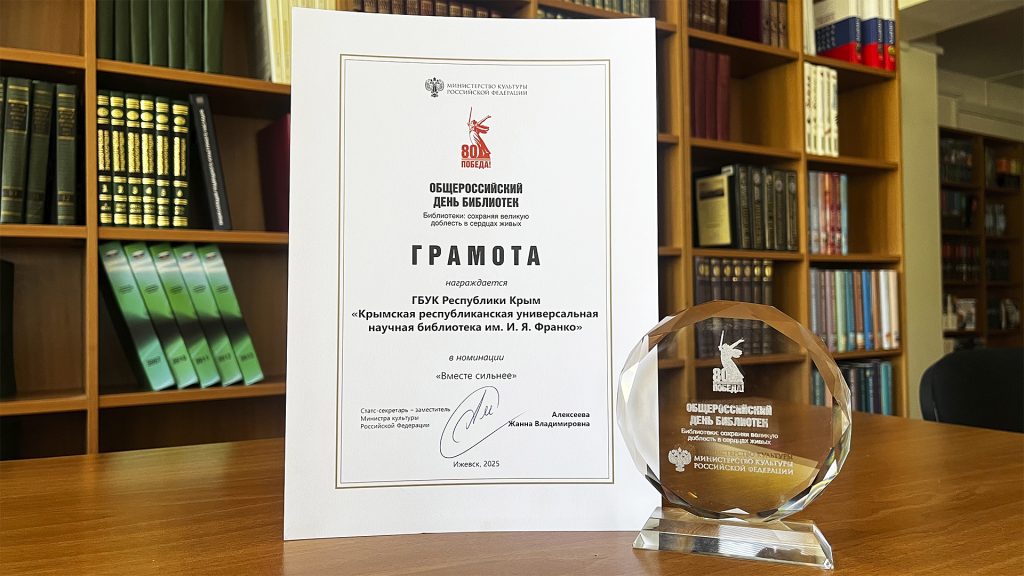 МИНИСТЕРСТВО КУЛЬТУРЫ
РОССИЙСКОЙ ФЕДЕРАЦИИ
80
ПОБЕДА!
ОБЩЕРОССИЙСКИЙ
ДЕНЬ БИБЛИОТЕК
Библиотеки: сохраняя великую
доблесть в сердцах живых
ГРАМОТА
награждается
ГБУК Республики Крым
«Крымская республиканская универсальная
научная библиотека им. И. Я. Франко»
в номинации
«Вместе сильнее»
Статс-секретарь – заместитель
Министра культуры
Российской Федерации
Алексеева
Жанна Владимировна
Ижевск, 2025
80
ПОБЕДА!
ОБЩЕРОССИЙСКИЙ
ДЕНЬ БИБЛИОТЕК
Библиотеки: сохраняя великую
доблесть в сердцах живых
МИНИСТЕРСТВО КУЛЬТУРЫ
РОССИЙСКОЙ ФЕДЕРАЦИИ